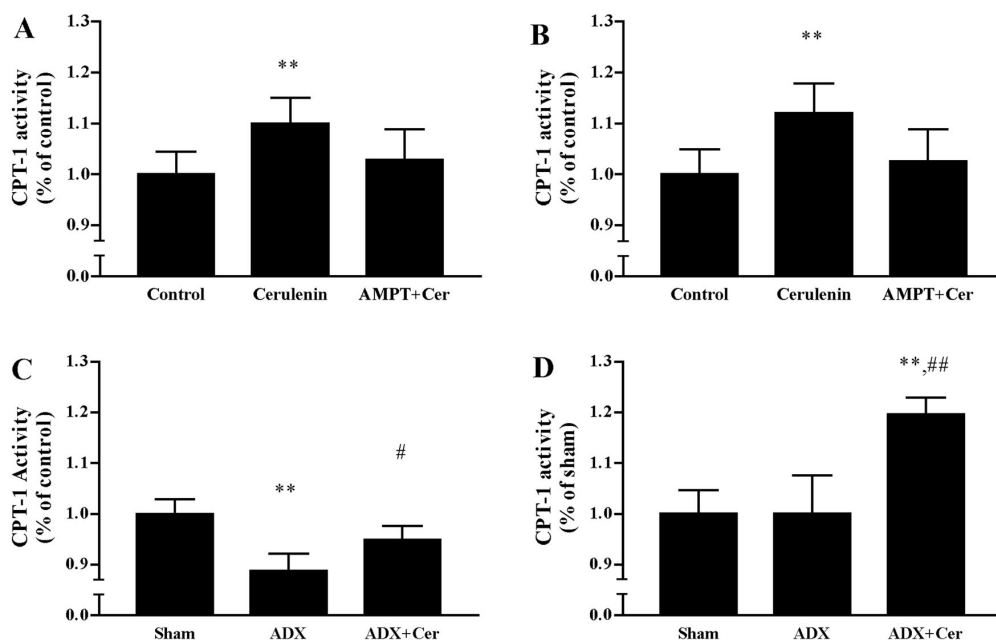 A
CPT-1 activity
(% of control)
1.3
1.2
1.1
1.0
0.9
0.0
**
Control Cerulenin AMPT+Cer
B
CPT-1 activity
(% of control)
1.3
1.2
1.1
1.0
0.9
0.0
**
Control Cerulenin AMPT+Cer
C
CPT-1 Activity
(% of control)
1.3
1.2
1.1
1.0
0.9
0.0
**
#
Sham ADX ADX+Cer
D
CPT-1 activity
(% of sham)
1.3
1.2
1.1
1.0
0.9
0.0
**,##
Sham ADX ADX+Cer